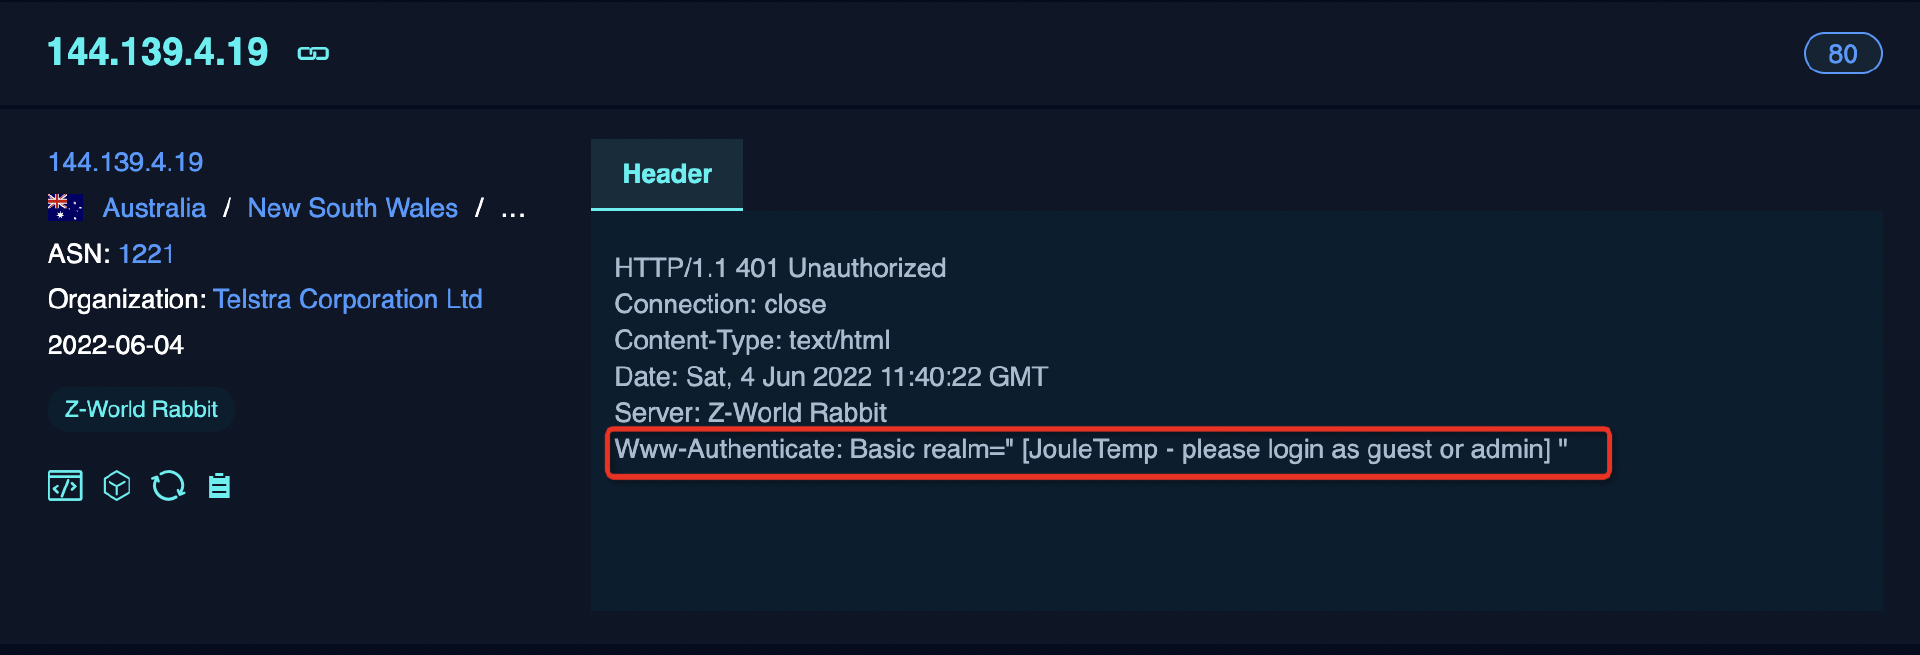 144.139.4.19
80
144.139.4.19
Australia / New South Wales / ...
ASN: 1221
Organization: Telstra Corporation Ltd
2022-06-04
Z-World Rabbit
Header
HTTP/1.1 401 Unauthorized
Connection: close
Content-Type: text/html
Date: Sat, 4 Jun 2022 11:40:22 GMT
Server: Z-World Rabbit
Www-Authenticate: Basic realm=" [JouleTemp - please login as guest or admin] "